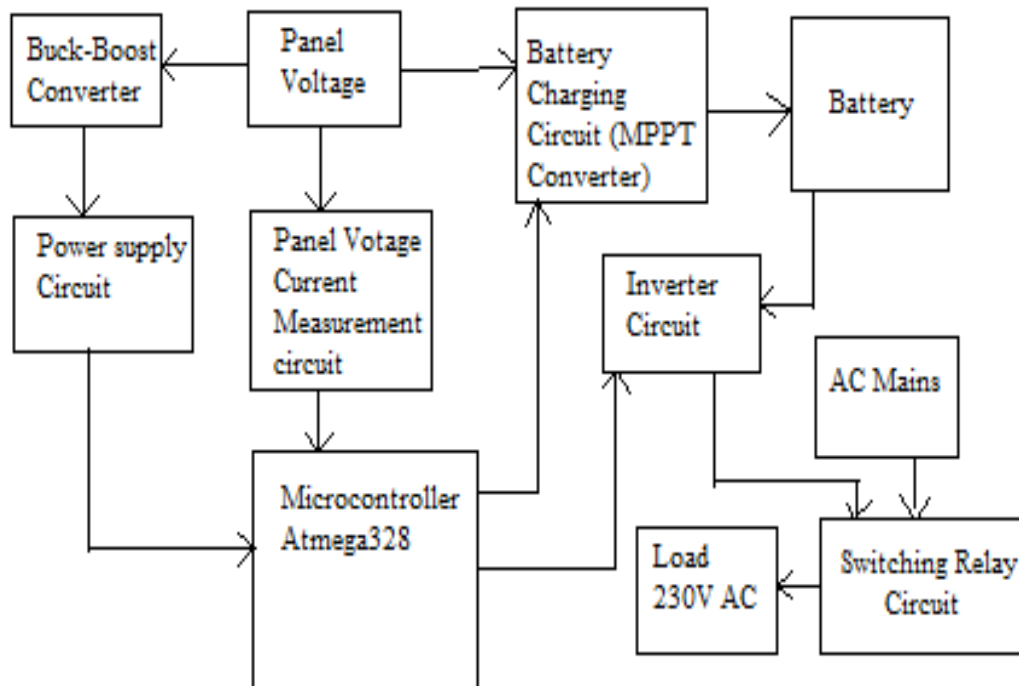 Buck-Boost
Converter
Panel
Voltage
Battery
Charging
Circuit (MPPT
Converter)
Battery
Power supply
Circuit
Panel Votage
Current
Measurement
circuit
Inverter
Circuit
AC Mains
Microcontroller
Atmega328
Load
230V AC
Switching Relay
Circuit